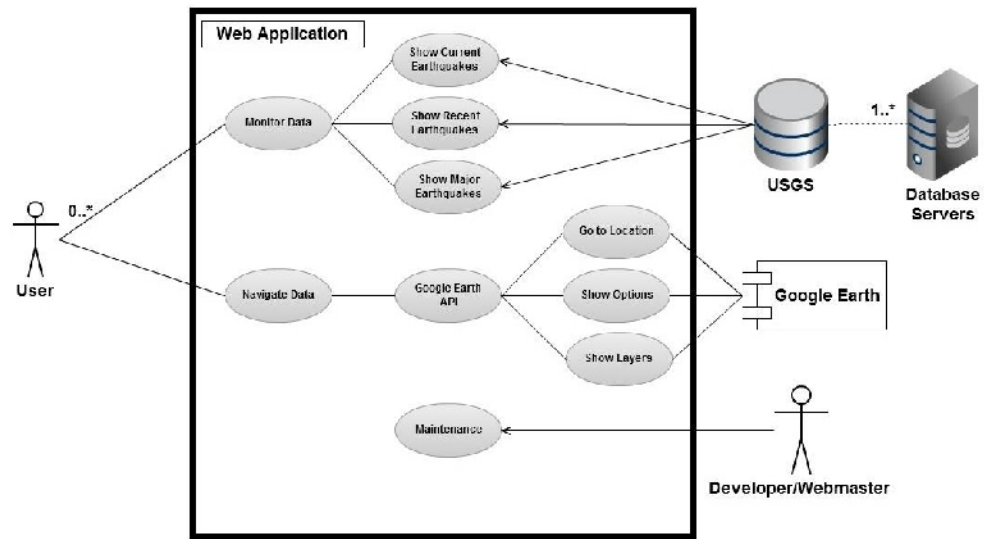 Web Application
Show Current
Earthquakes
Monitor Data
Show Recent
Earthquakes
Show Major
Earthquakes
1..*
USGS
Database
Servers
0..*
User
Go to Location
Navigate Data
Google Earth
API
Show Options
Google Earth
Show Layers
Maintenance
Developer/Webmaster